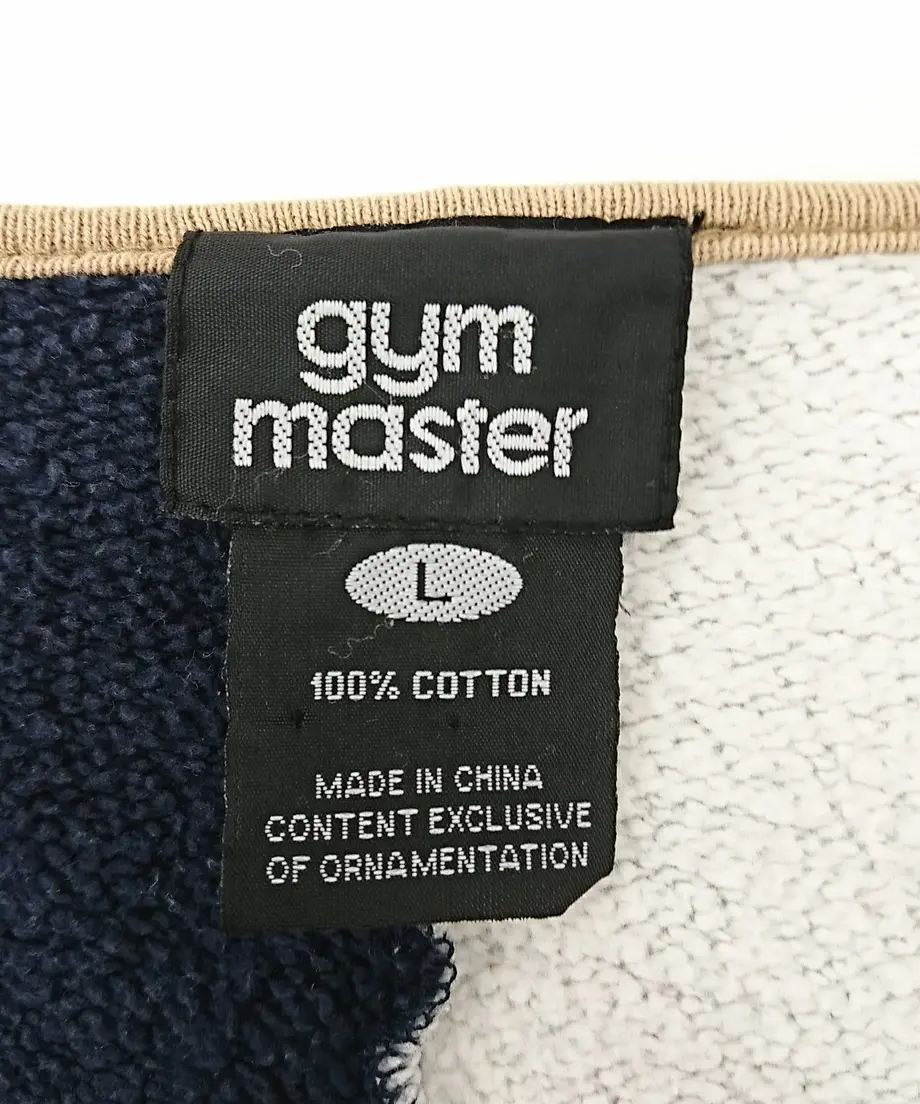 gym
master
L
100% COTTON
MADE IN CHINA
CONTENT EXCLUSIVE
OF ORNAMENTATION